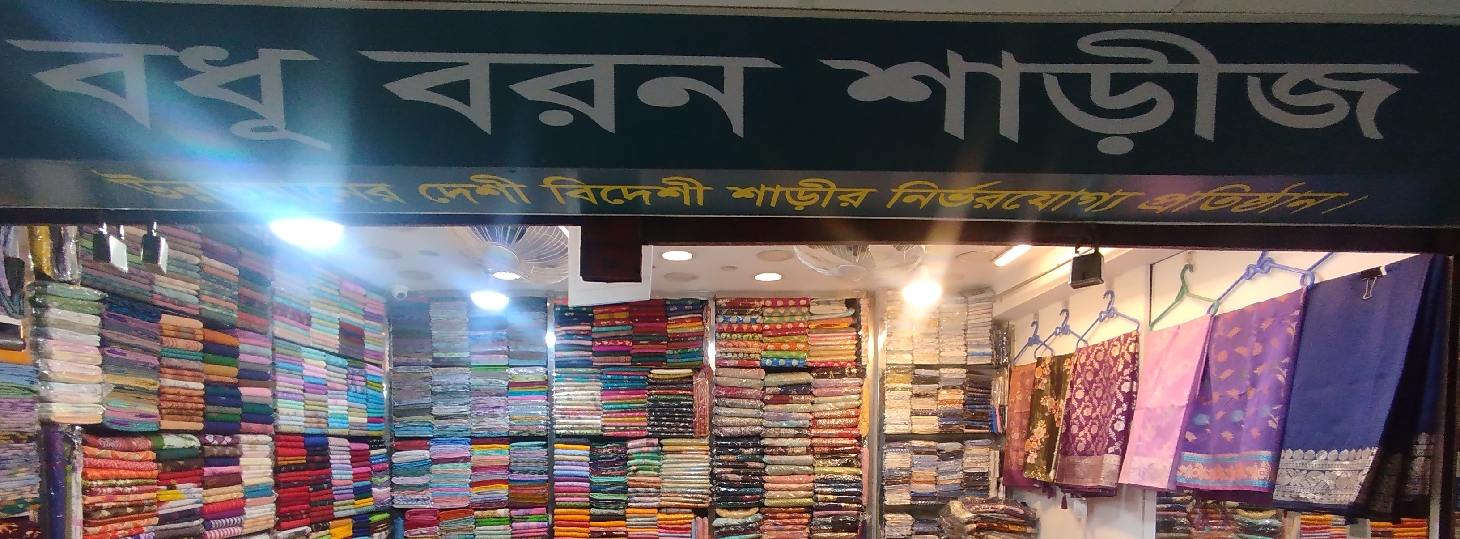 বধু বরন শাড়ীজ
দেশী বিদেশী শাড়ীর নির্ভরযোগ্য প্রতিষ্ঠান।